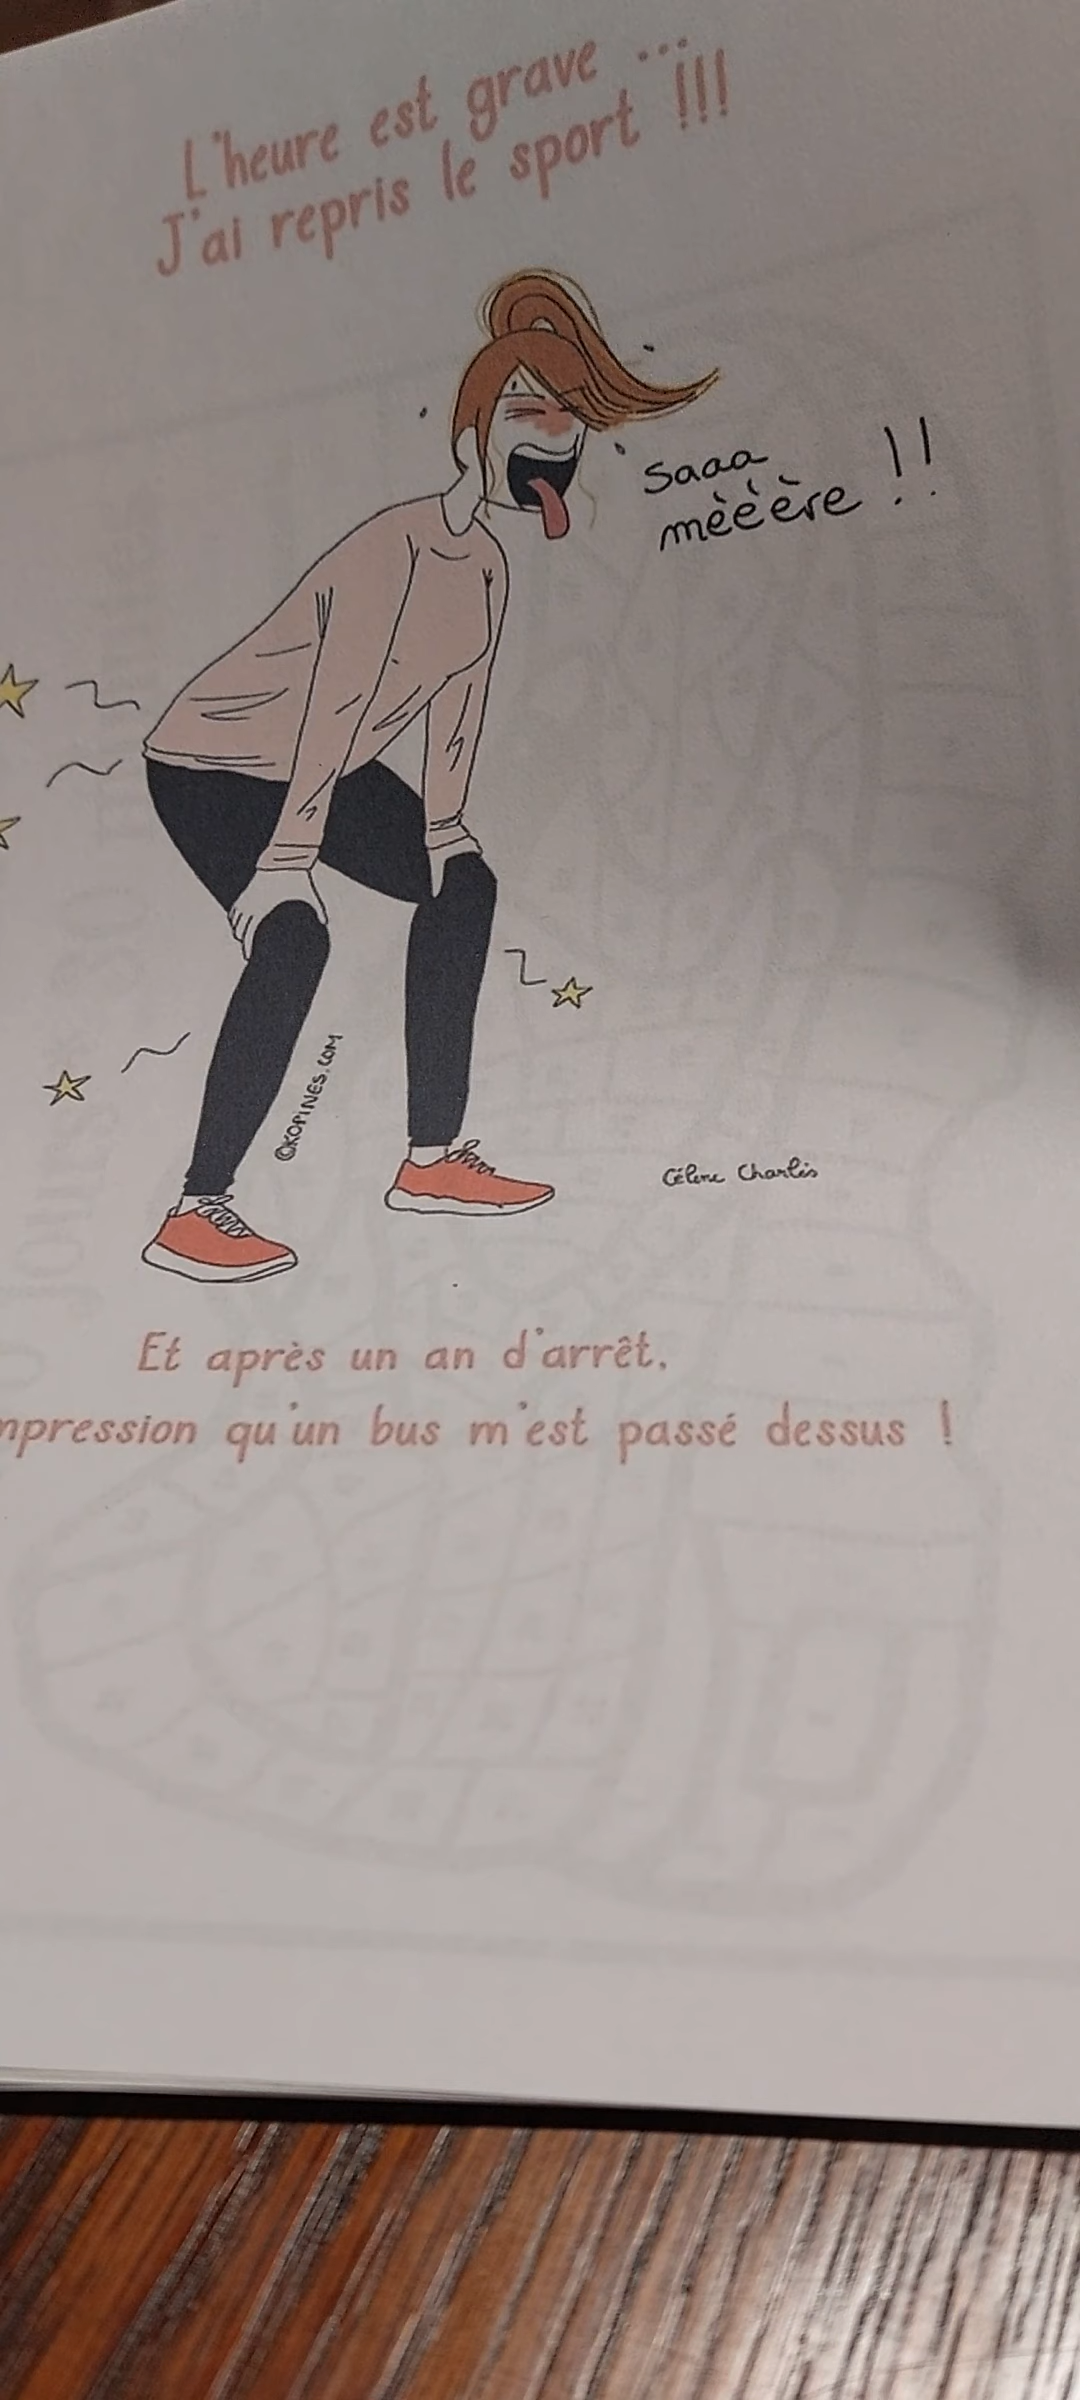 L'heure est grave ...
J'ai repris le sport !!!
Saaa
mèèère !!
©KOPINES.COM
Céline Charlès
Et après un an d'arrêt,
qu'un bus m'est passé dessus !